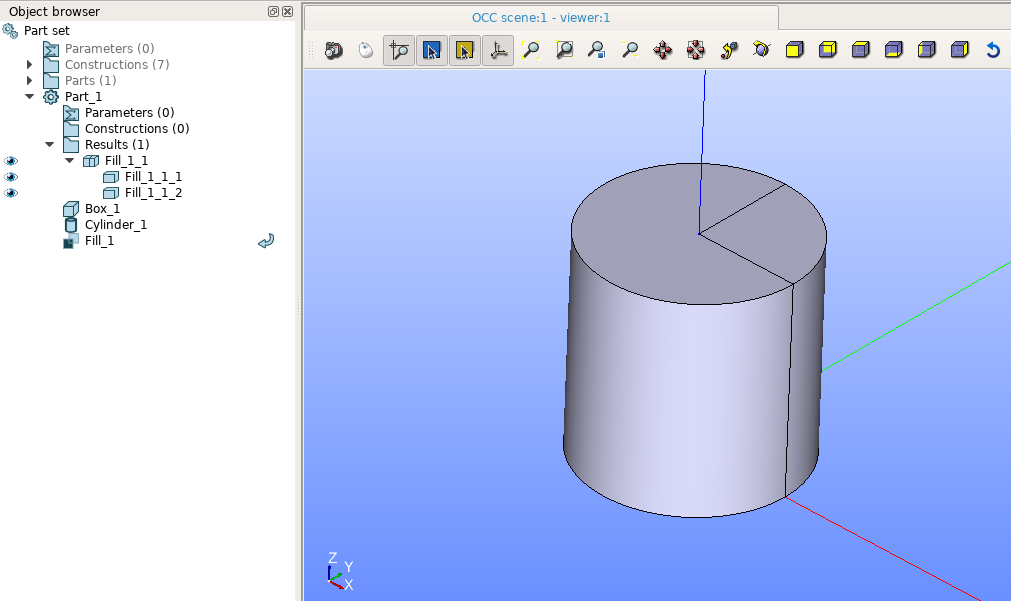 Object browser
Part set
Parameters (0)
Constructions (7)
Parts (1)
Part_1
Parameters (0)
Constructions (0)
Results (1)
Fill_1_1
Fill_1_1_1
Fill_1_1_2
Box_1
Cylinder_1
Fill_1
OCC scene:1 - viewer:1
Z
Y
X